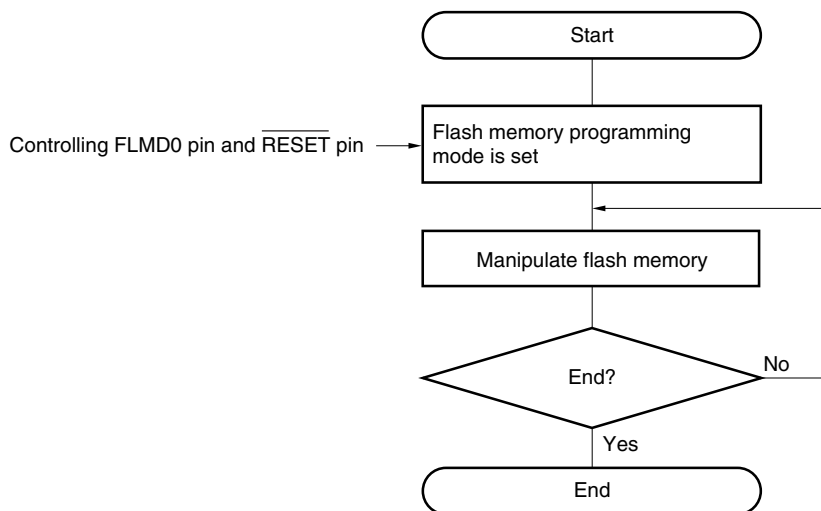 Start
Controlling FLMD0 pin and RESET pin
Flash memory programming
mode is set
Manipulate flash memory
End?
No
Yes
End